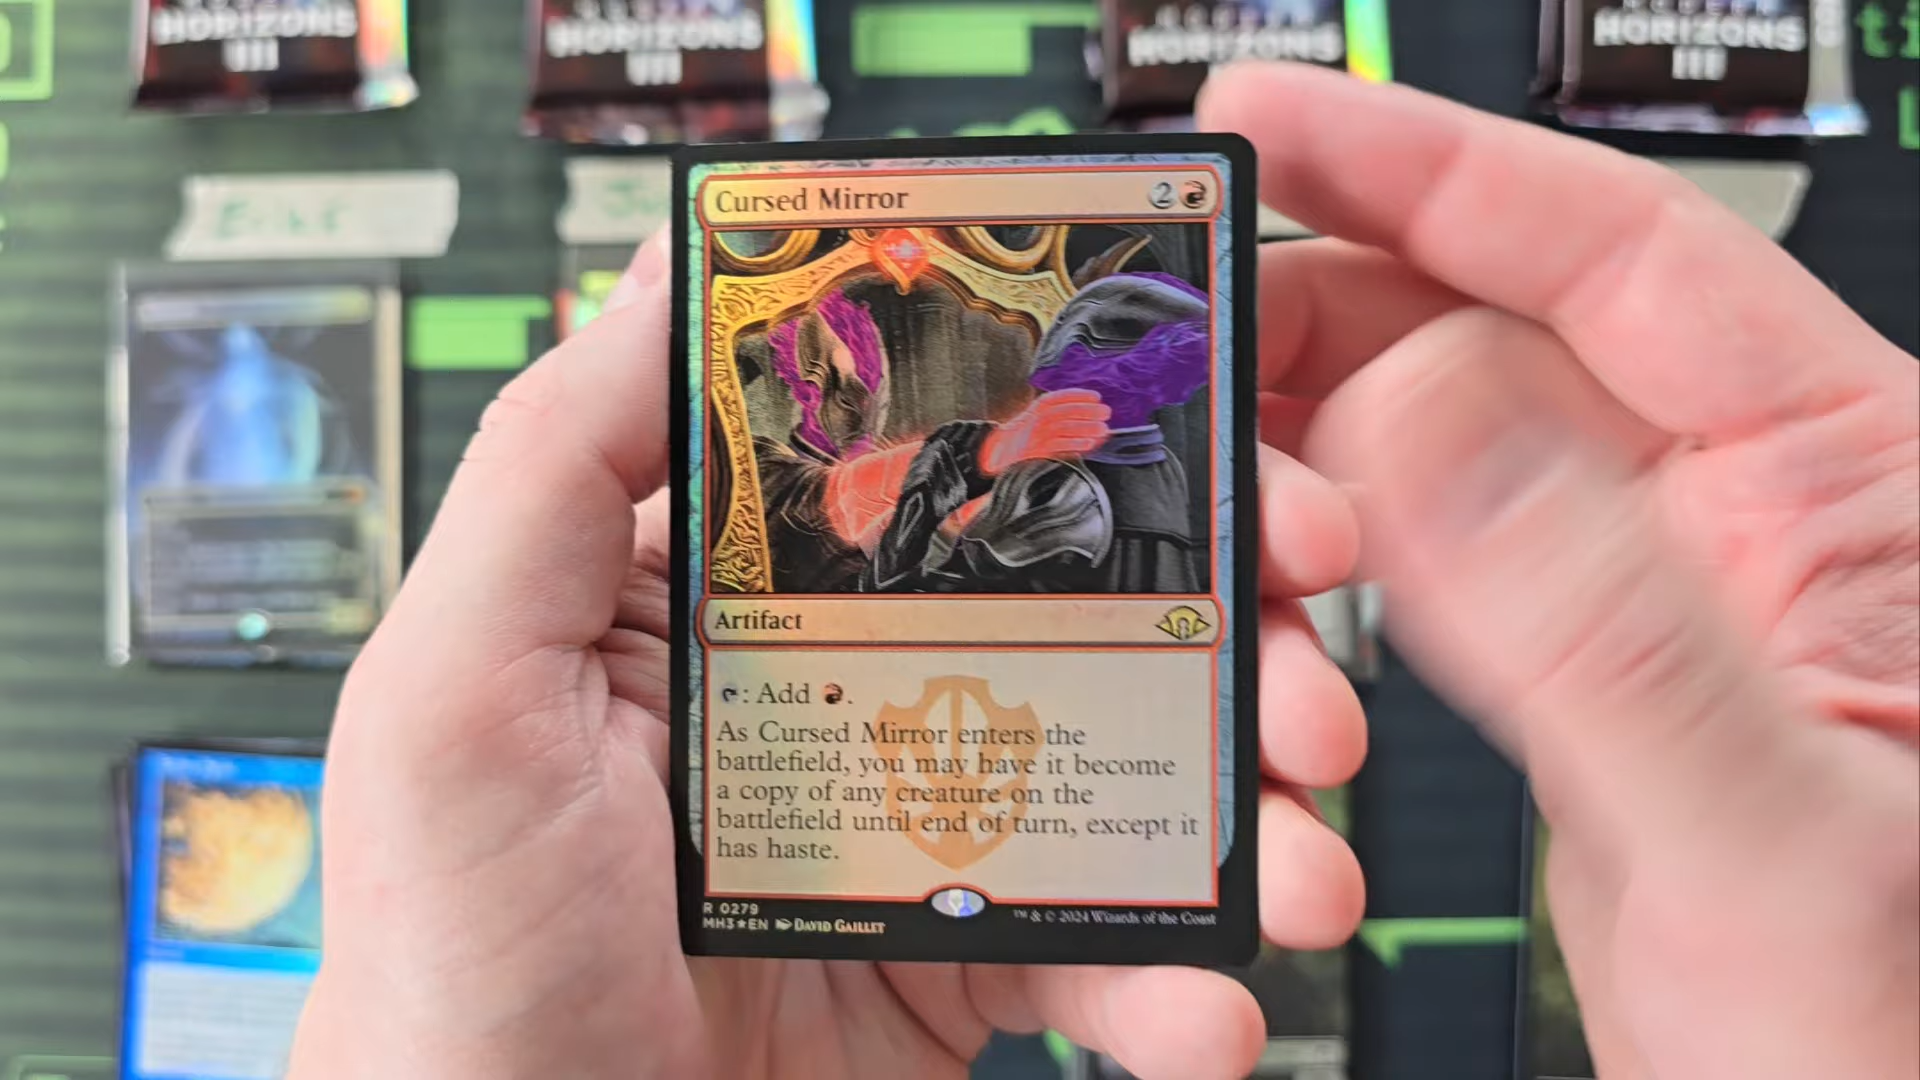 HORIZONS
III
HORIZONS
III
HORIZONS
HORIZONS
III
Cursed Mirror
2
Artifact
: Add .
As Cursed Mirror enters the
battlefield, you may have it become
a copy of any creature on the
battlefield until end of turn, except it
has haste.
R 0279
MH3★EN DAVID GAILLET
™ & © 2024 Wizards of the Coast